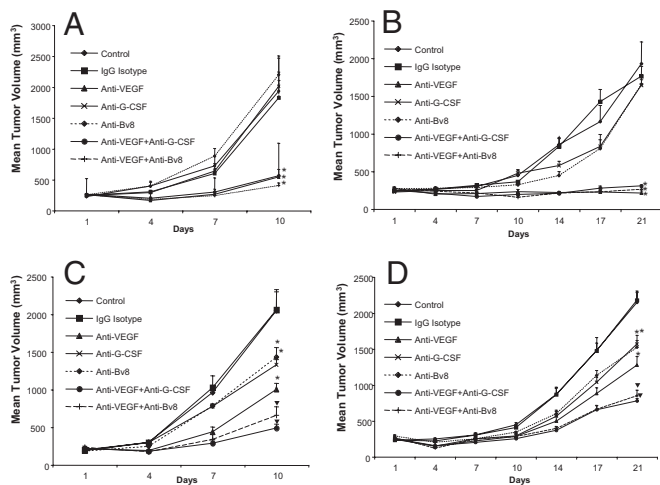 A
Mean Tumor Volume (mm³)
3000
2500
2000
1500
1000
500
0
Control
IgG Isotype
Anti-VEGF
Anti-G-CSF
Anti-Bv8
Anti-VEGF+Anti-G-CSF
Anti-VEGF+Anti-Bv8
*
*
*
1 4 7 10
Days
B
Mean Tumor Volume (mm³)
2500
2000
1500
1000
500
0
Control
IgG Isotype
Anti-VEGF
Anti-G-CSF
Anti-Bv8
Anti-VEGF+Anti-G-CSF
Anti-VEGF+Anti-Bv8
*
*
*
1 4 7 10 14 17 21
Days
C
Mean Tumor Volume (mm³)
2500
2000
1500
1000
500
0
Control
IgG Isotype
Anti-VEGF
Anti-G-CSF
Anti-Bv8
Anti-VEGF+Anti-G-CSF
Anti-VEGF+Anti-Bv8
*
*
*
1 4 7 10
Days
D
Mean Tumor Volume (mm³)
2500
2000
1500
1000
500
0
Control
IgG Isotype
Anti-VEGF
Anti-G-CSF
Anti-Bv8
Anti-VEGF+Anti-G-CSF
Anti-VEGF+Anti-Bv8
* *
*
1 4 7 10 14 17 21
Days